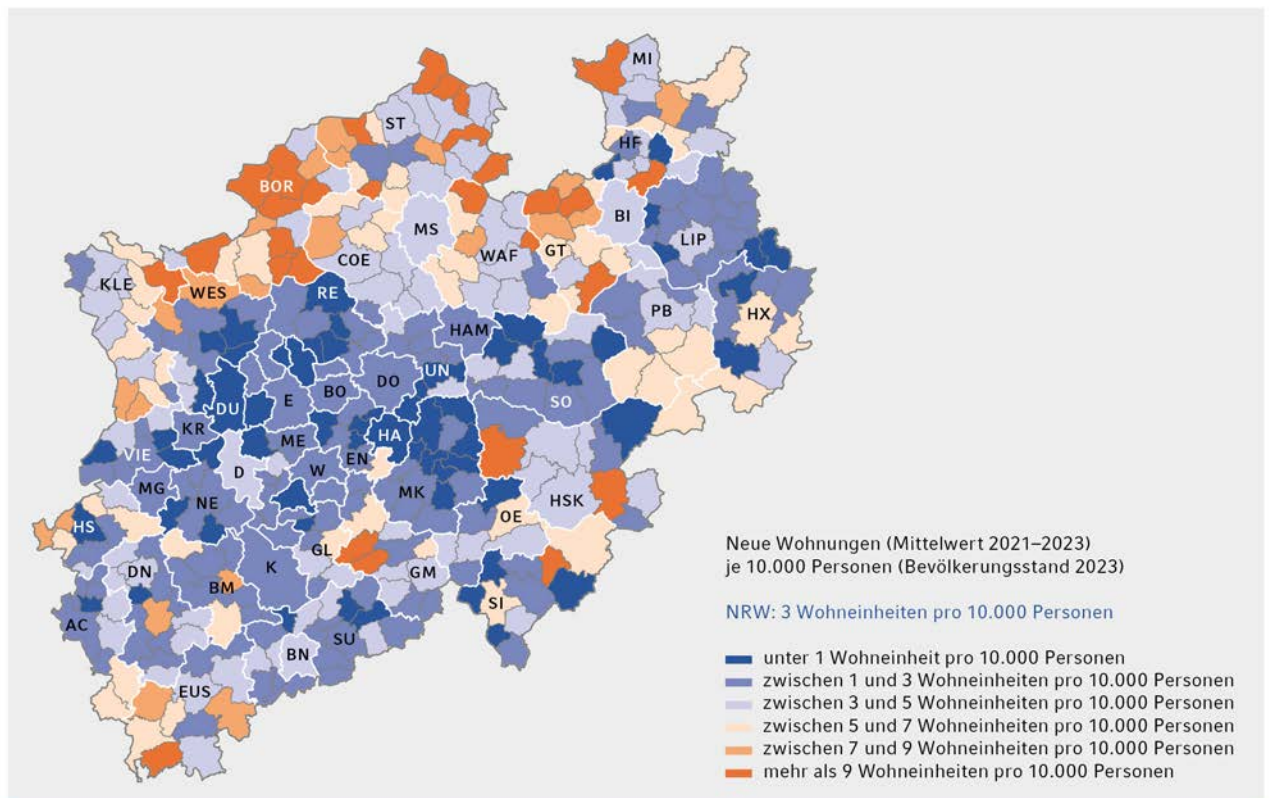 MI
ST
HF
BOR
BI
MS
LIP
GT
WAF
COE
KLE
WES
RE
PB
HX
HAM
UN
DO
BO
E
SO
DU
KR
HA
ME
VIE
EN
D
W
MG
NE
MK
HSK
HS
OE
GL
K
DN
GM
BM
SI
AC
SU
BN
EUS
Neue Wohnungen (Mittelwert 2021–2023)
je 10.000 Personen (Bevölkerungsstand 2023)
NRW: 3 Wohneinheiten pro 10.000 Personen
unter 1 Wohneinheit pro 10.000 Personen
zwischen 1 und 3 Wohneinheiten pro 10.000 Personen
zwischen 3 und 5 Wohneinheiten pro 10.000 Personen
zwischen 5 und 7 Wohneinheiten pro 10.000 Personen
zwischen 7 und 9 Wohneinheiten pro 10.000 Personen
mehr als 9 Wohneinheiten pro 10.000 Personen